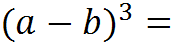 (a − b)³ =